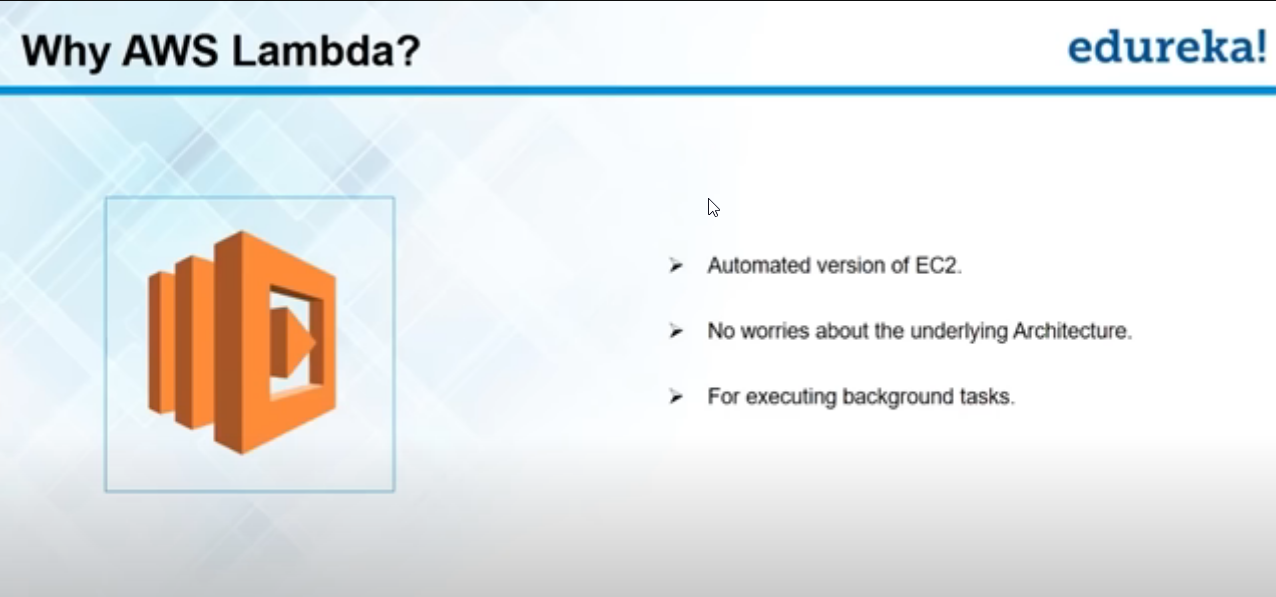 Why AWS Lambda?
edureka!
Automated version of EC2.
No worries about the underlying Architecture.
For executing background tasks.